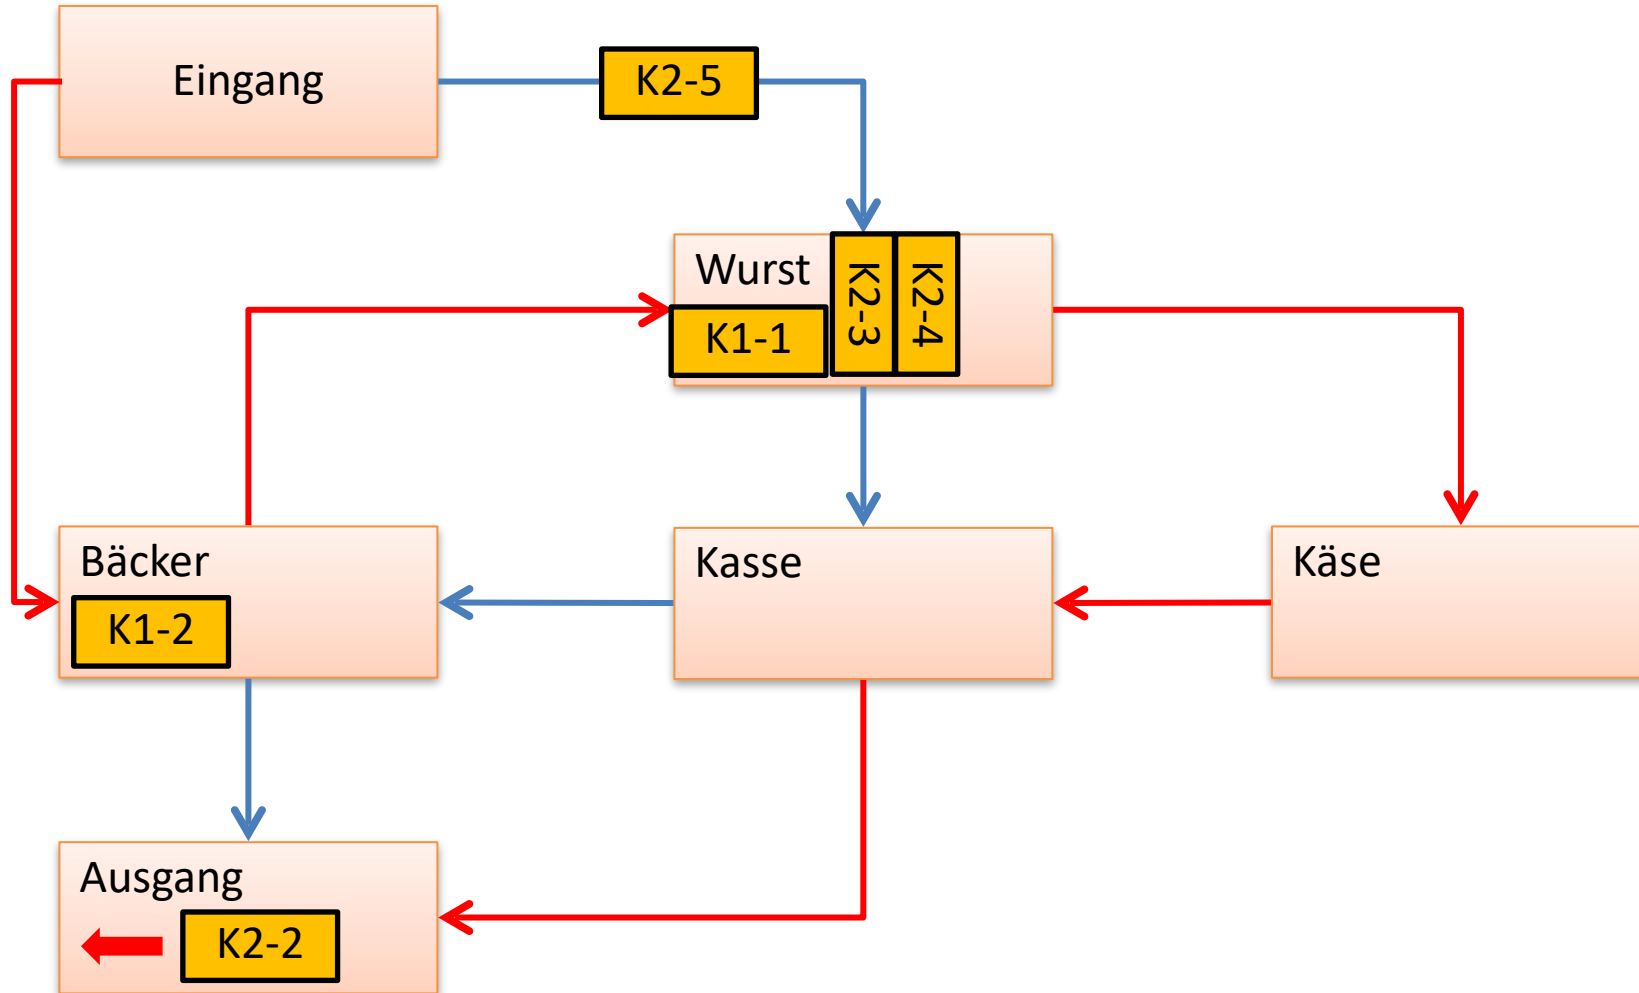 Eingang
K2-5
Wurst
K1-1
K2-3
K2-4
Bäcker
K1-2
Kasse
Käse
Ausgang
K2-2